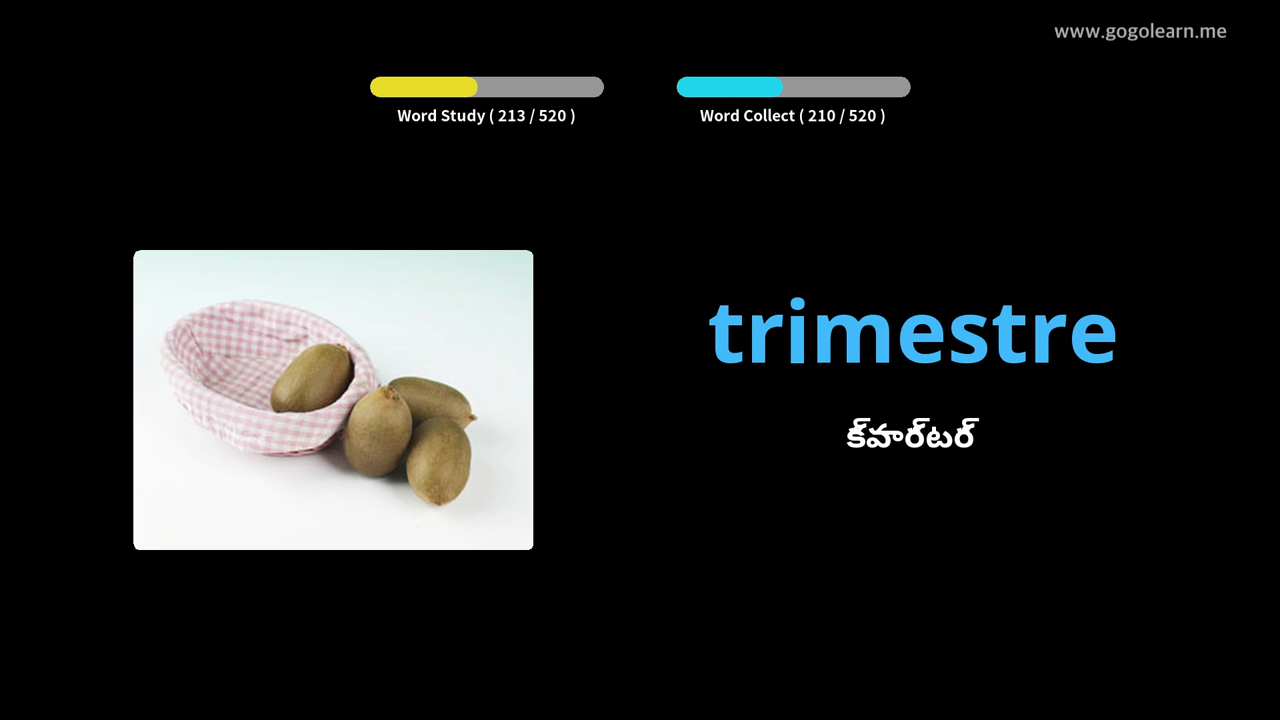 www.gogolearn.me
Word Study ( 213 / 520 )
Word Collect ( 210 / 520 )
trimestre
క్‌వార్‌టర్